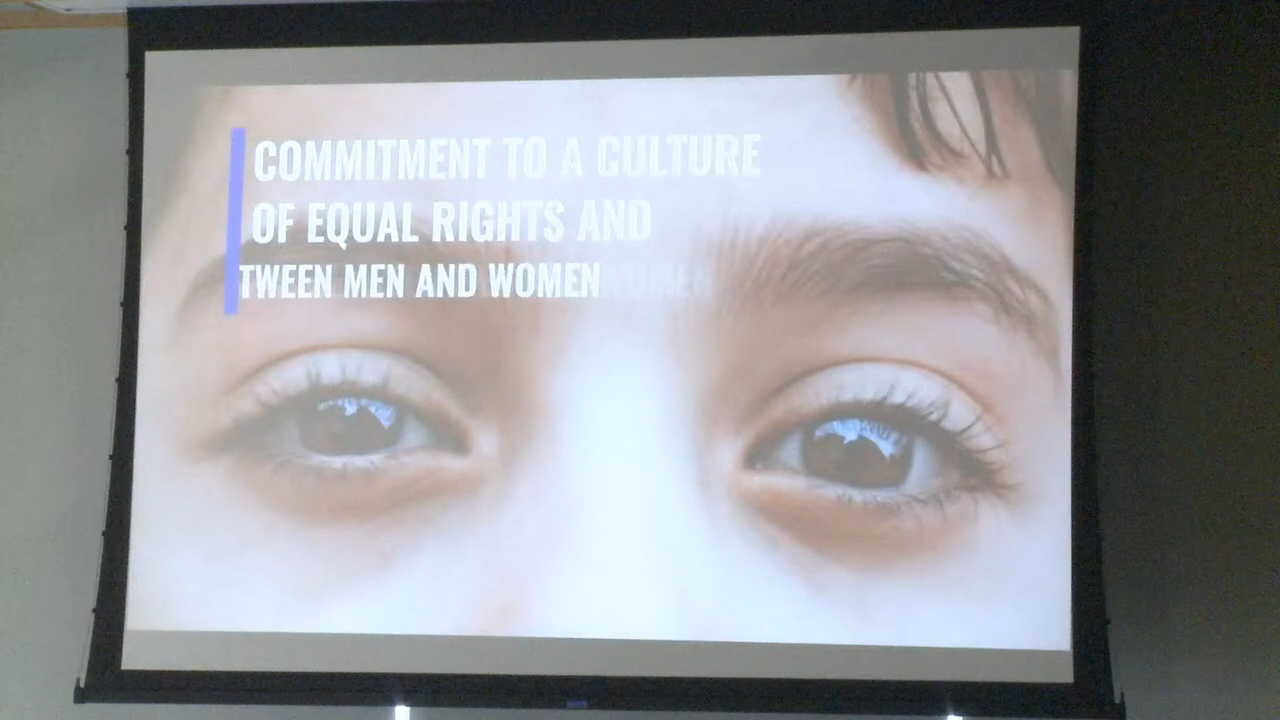 COMMITMENT TO A CULTURE
OF EQUAL RIGHTS AND
TWEEN MEN AND WOMEN